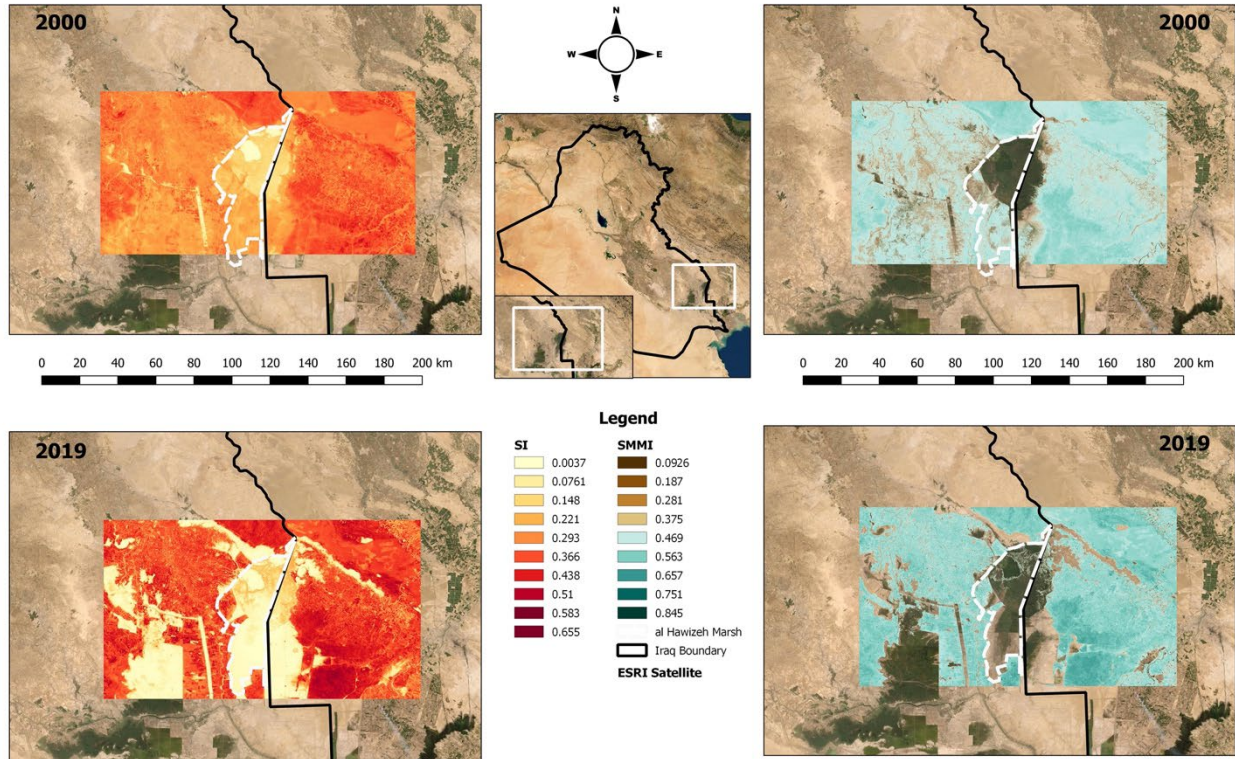 2000
N
W E
S
2000
0 20 40 60 80 100 120 140 160 180 200 km
0 20 40 60 80 100 120 140 160 180 200 km
2019
Legend
SI SMMI
0.0037 0.0926
0.0761 0.187
0.148 0.281
0.221 0.375
0.293 0.469
0.366 0.563
0.438 0.657
0.51 0.751
0.583 0.845
0.655 al Hawizeh Marsh
Iraq Boundary
ESRI Satellite
2019